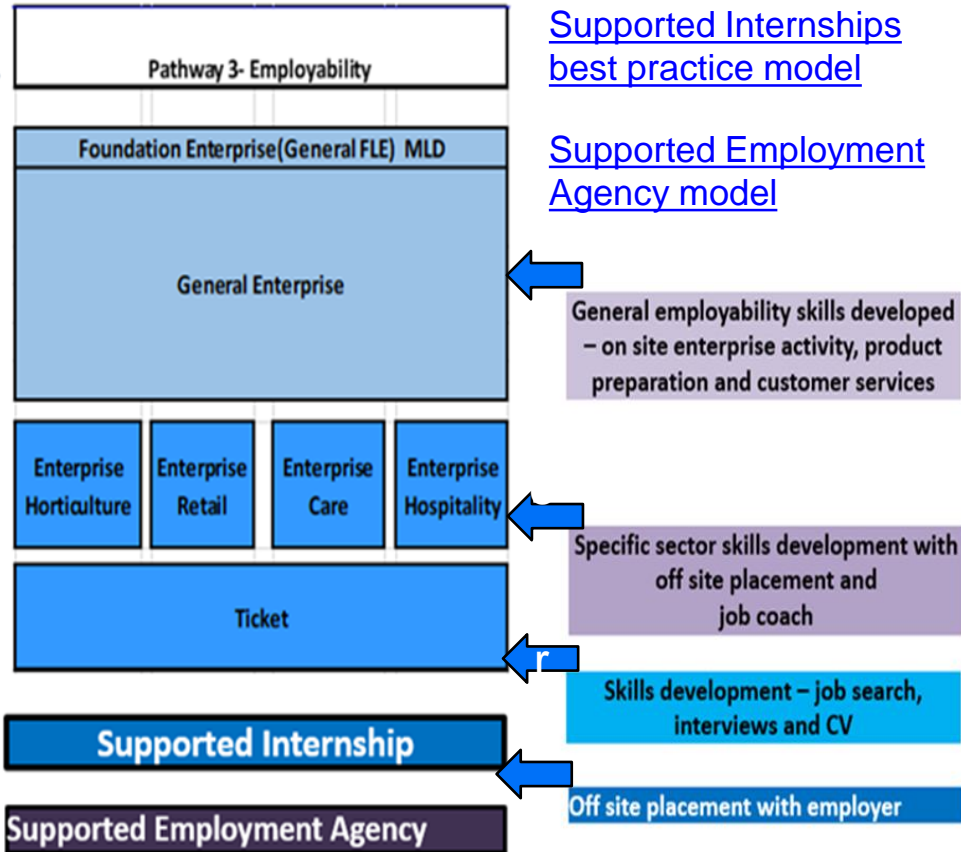 Supported Internships
best practice model
Pathway 3- Employability
Foundation Enterprise(General FLE) MLD
Supported Employment
Agency model
General Enterprise
General employability skills developed
– on site enterprise activity, product
preparation and customer services
Enterprise
Horticulture
Enterprise
Retail
Enterprise
Care
Enterprise
Hospitality
Specific sector skills development with
off site placement and
job coach
Ticket
r
Skills development – job search,
interviews and CV
Supported Internship
Off site placement with employer
Supported Employment Agency